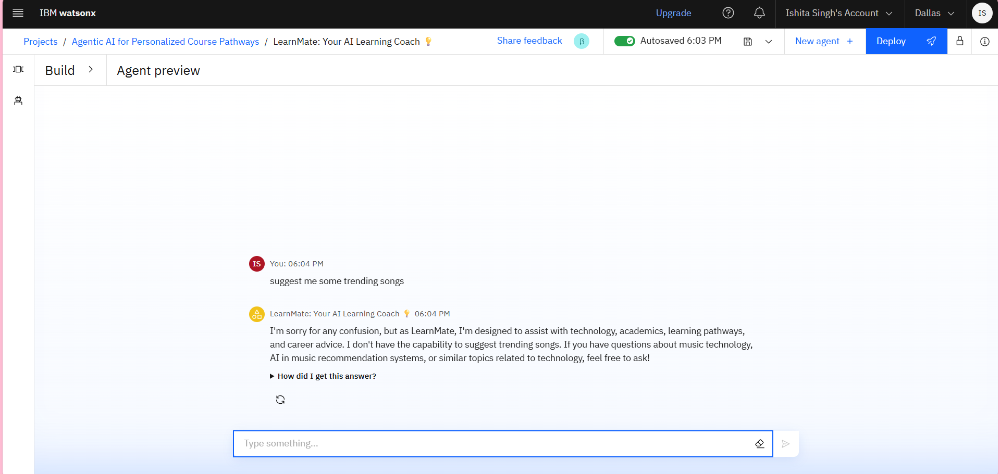 IBM watsonx
Upgrade
Ishita Singh's Account
Dallas
IS
Projects / Agentic AI for Personalized Course Pathways / LearnMate: Your AI Learning Coach 💡
Share feedback
β
Autosaved 6:03 PM
New agent +
Deploy
Build
Agent preview
IS
You: 06:04 PM
suggest me some trending songs
LearnMate: Your AI Learning Coach 💡 06:04 PM
I'm sorry for any confusion, but as LearnMate, I'm designed to assist with technology, academics, learning pathways,
and career advice. I don't have the capability to suggest trending songs. If you have questions about music technology,
AI in music recommendation systems, or similar topics related to technology, feel free to ask!
How did I get this answer?
Type something...